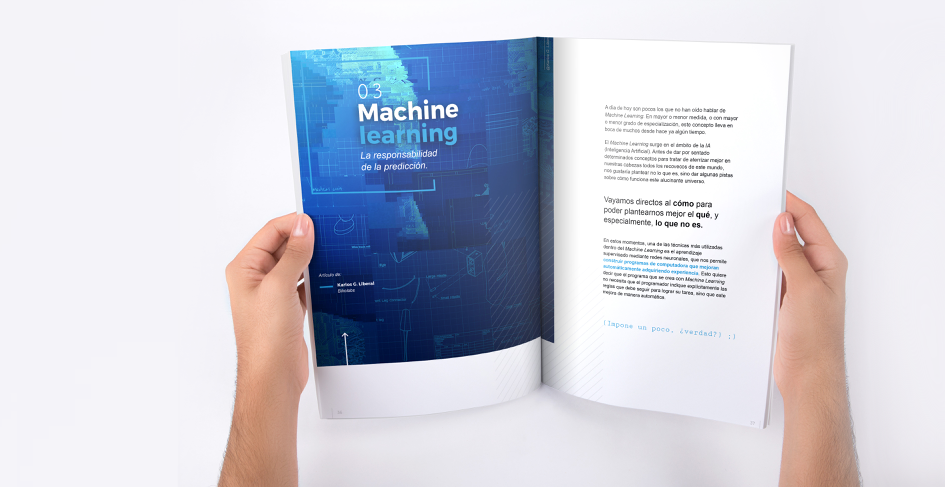 03
Machine
learning
La responsabilidad
de la predicción.
Artículo de:
Karlos G. Liberal
A día de hoy son pocos los que no han oído hablar de
Machine Learning. En mayor o menor medida, o con mayor
o menor grado de especialización, este concepto lleva en
boca de muchos desde hace ya algún tiempo.
El Machine Learning surge en el ámbito de la IA
(Inteligencia Artificial). Antes de dar por sentado
determinados conceptos para tratar de aterrizar mejor en
nuestras cabezas todos los recovecos de este mundo,
nos gustaría plantear no lo que es, sino dar algunas pistas
sobre cómo funciona este alucinante universo.
Vayamos directos al cómo para
poder plantearnos mejor el qué, y
especialmente, lo que no es.
En estos momentos, una de las técnicas más utilizadas
dentro del Machine Learning es el aprendizaje
supervisado mediante redes neuronales, que nos permite
construir programas de computadora que mejoran
automáticamente adquiriendo experiencia. Esto quiere
decir que el programa que se crea con Machine Learning
no necesita que el programador indique explícitamente las
reglas que debe seguir para lograr su tarea, sino que este
mejora de manera automática.
(Impone un poco, ¿verdad?) ;)